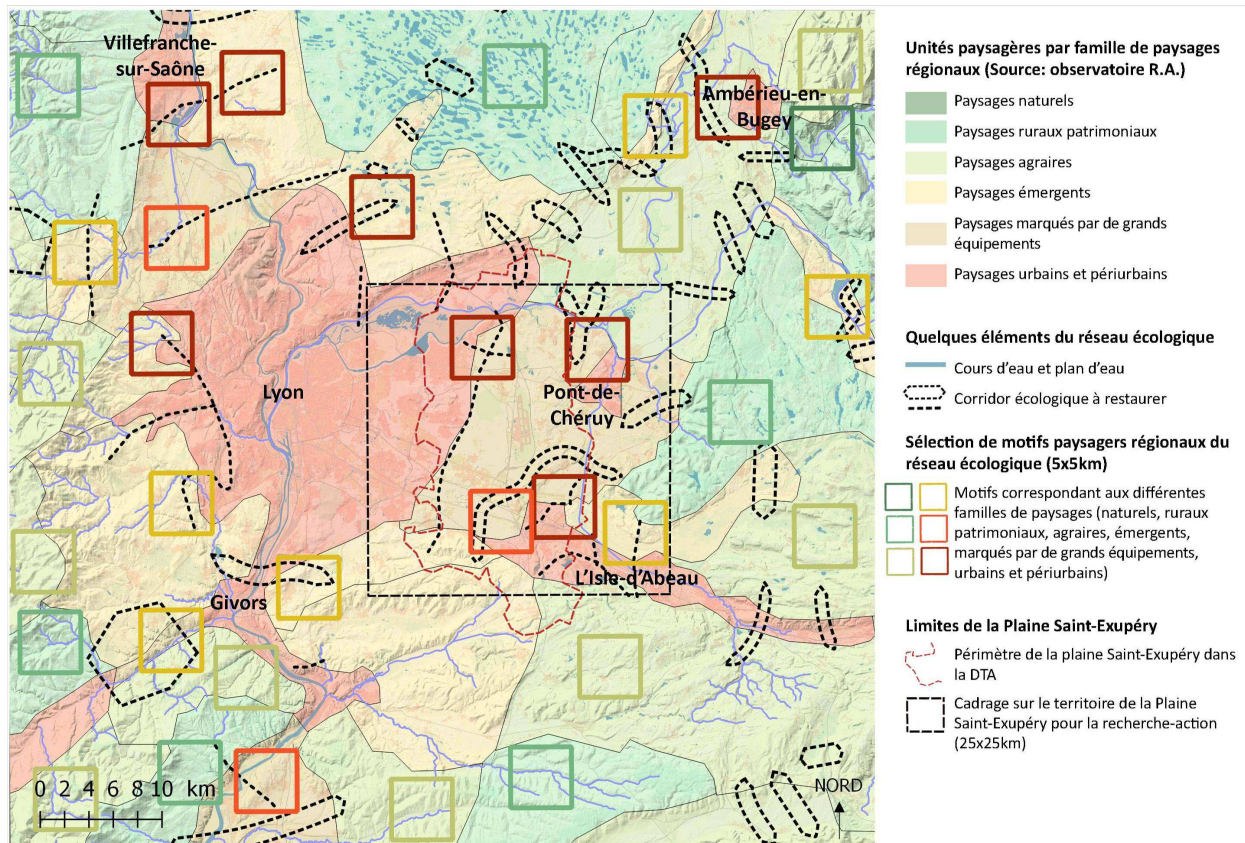 Villefranche-
sur-Saône
Ambérieu-en-
Bugey
Lyon
Pont-de-
Chéruy
L'Isle-d'Abeau
Givors
0 2 4 6 8 10 km
NORD
Unités paysagères par famille de paysages
régionaux (Source: observatoire R.A.)
Paysages naturels
Paysages ruraux patrimoniaux
Paysages agraires
Paysages émergents
Paysages marqués par de grands
équipements
Paysages urbains et périurbains
Quelques éléments du réseau écologique
Cours d'eau et plan d'eau
Corridor écologique à restaurer
Sélection de motifs paysagers régionaux du
réseau écologique (5x5km)
Motifs correspondant aux différentes
familles de paysages (naturels, ruraux
patrimoniaux, agraires, émergents,
marqués par de grands équipements,
urbains et périurbains)
Limites de la Plaine Saint-Exupéry
Périmètre de la plaine Saint-Exupéry dans
la DTA
Cadrage sur le territoire de la Plaine
Saint-Exupéry pour la recherche-action
(25x25km)